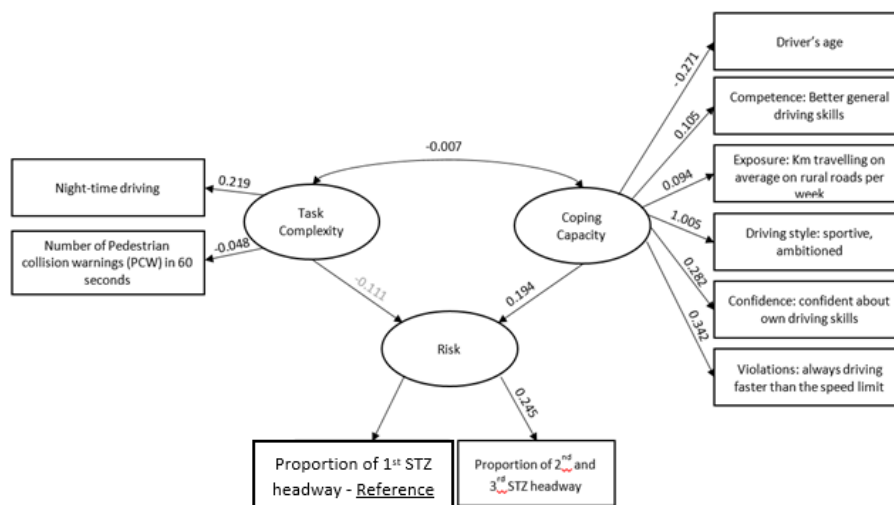 Driver's age
-0.271
Competence: Better general
driving skills
0.105
-0.007
Exposure: Km travelling on
average on rural roads per
week
0.094
Night-time driving
0.219
Task
Complexity
Coping
Capacity
1.005
Driving style: sportive,
ambitioned
Number of Pedestrian
collision warnings (PCW) in 60
seconds
-0.048
0.282
Confidence: confident about
own driving skills
-0.111
0.194
0.342
Risk
Violations: always driving
faster than the speed limit
0.245
Proportion of 1st STZ
headway - Reference
Proportion of 2nd and
3rd STZ headway